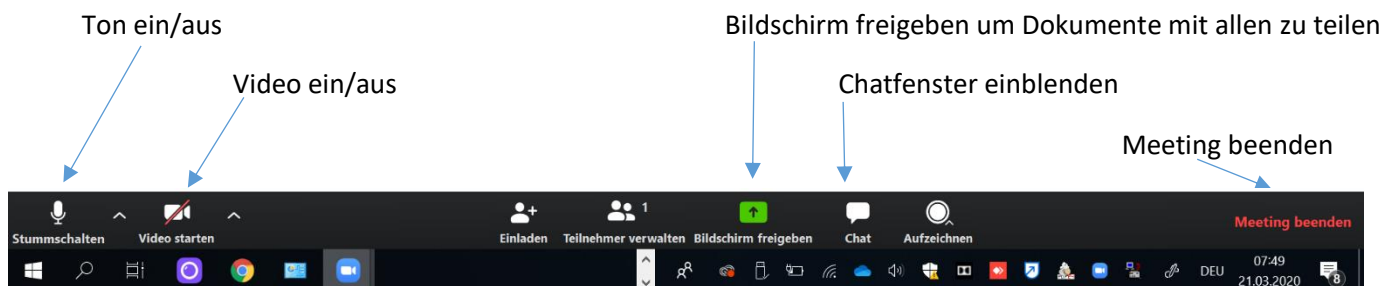 Ton ein/aus
Bildschirm freigeben um Dokumente mit allen zu teilen
Video ein/aus
Chatfenster einblenden
Meeting beenden
1
Stummschalten
Video starten
Einladen
Teilnehmer verwalten
Bildschirm freigeben
Chat
Aufzeichnen
Meeting beenden
DEU
07:49
21.03.2020
8